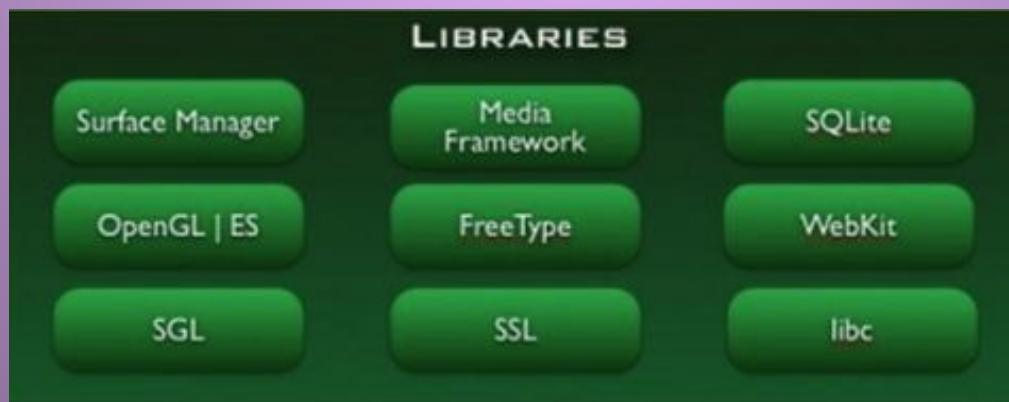 LIBRARIES
Surface Manager
Media
Framework
SQLite
OpenGL | ES
FreeType
WebKit
SGL
SSL
libc